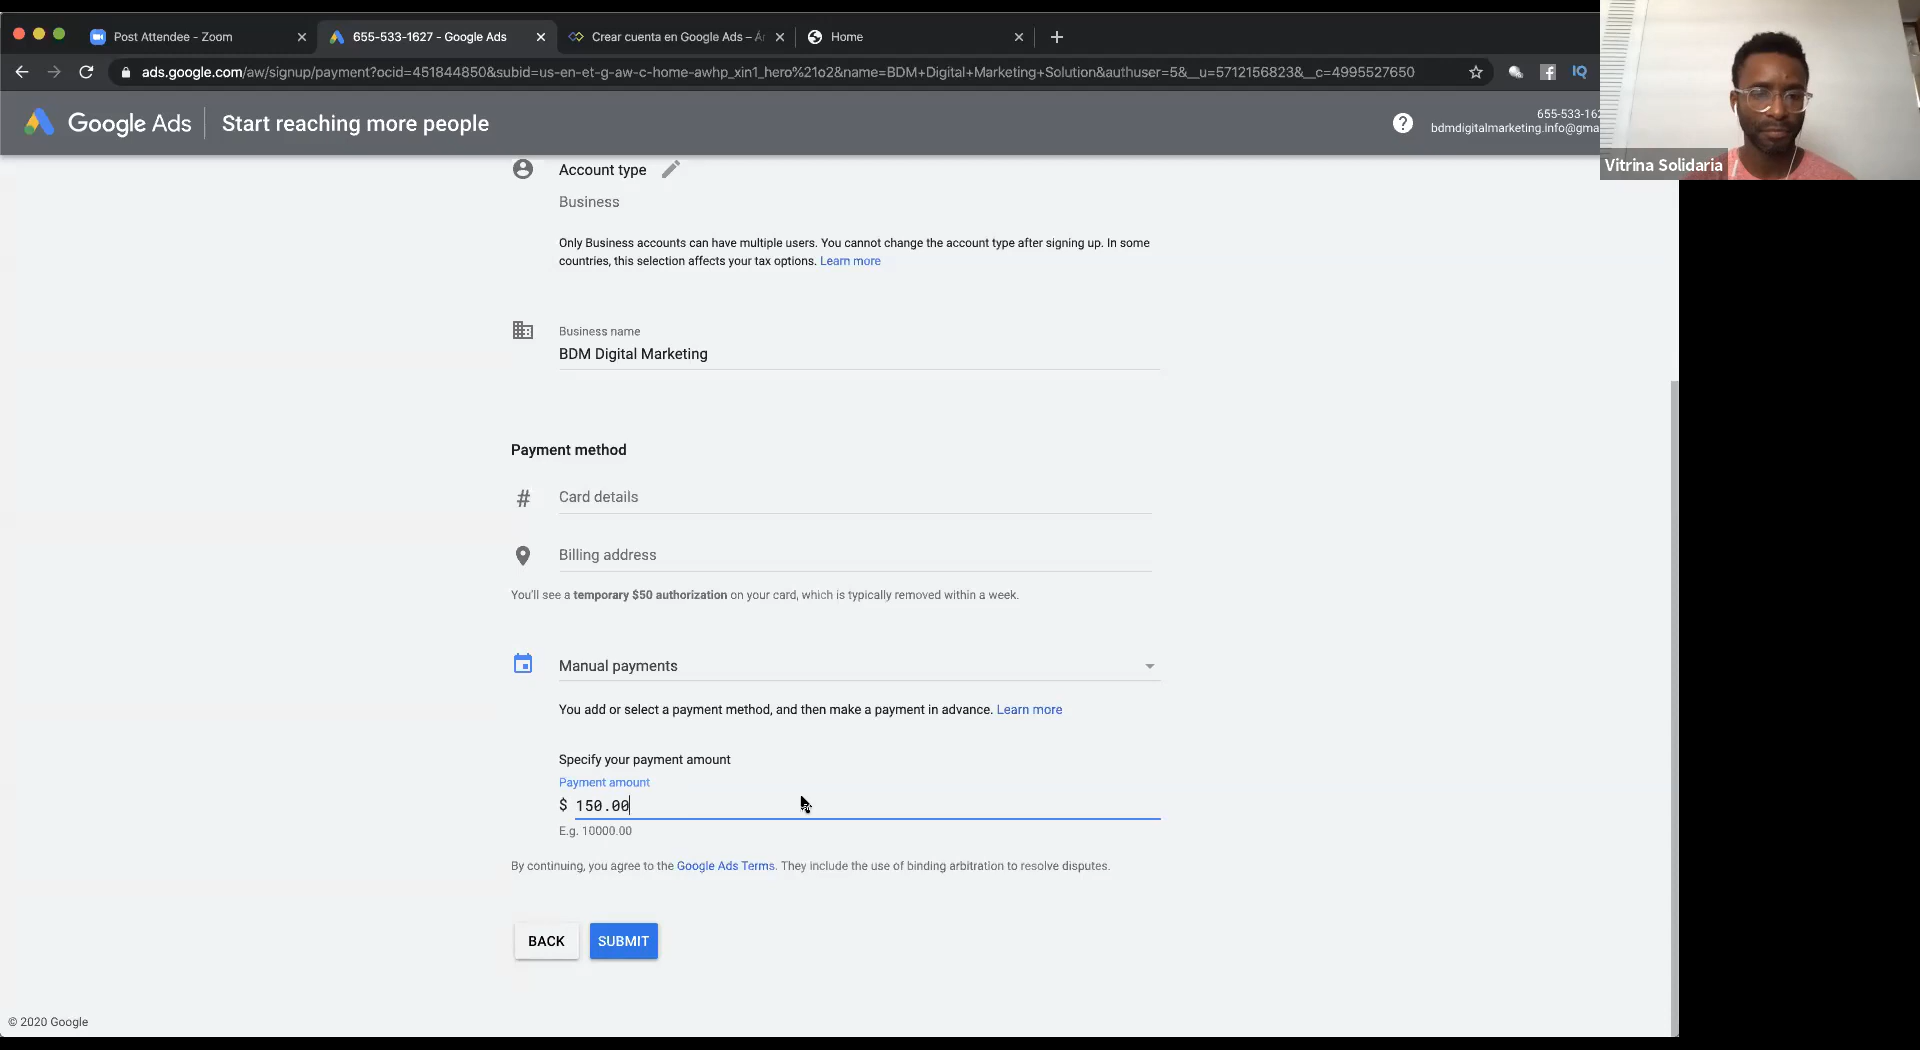 Post Attendee - Zoom
655-533-1627 - Google Ads
Crear cuenta en Google Ads – Ár
Home
ads.google.com/aw/signup/payment?ocid=451844850&subid=us-en-et-g-aw-c-home-awhp_xin1_hero%21o2&name=BDM+Digital+Marketing+Solution&authuser=5&__u=5712156823&__c=4995527650
IQ
Google Ads
Start reaching more people
?
655-533-162
bdmdigitalmarketing.info@gma
Vitrina Solidaria
Account type
Business
Only Business accounts can have multiple users. You cannot change the account type after signing up. In some
countries, this selection affects your tax options. Learn more
Business name
BDM Digital Marketing
Payment method
# Card details
Billing address
You'll see a temporary $50 authorization on your card, which is typically removed within a week.
Manual payments
You add or select a payment method, and then make a payment in advance. Learn more
Specify your payment amount
Payment amount
$ 150.00
E.g. 10000.00
By continuing, you agree to the Google Ads Terms. They include the use of binding arbitration to resolve disputes.
BACK SUBMIT
© 2020 Google